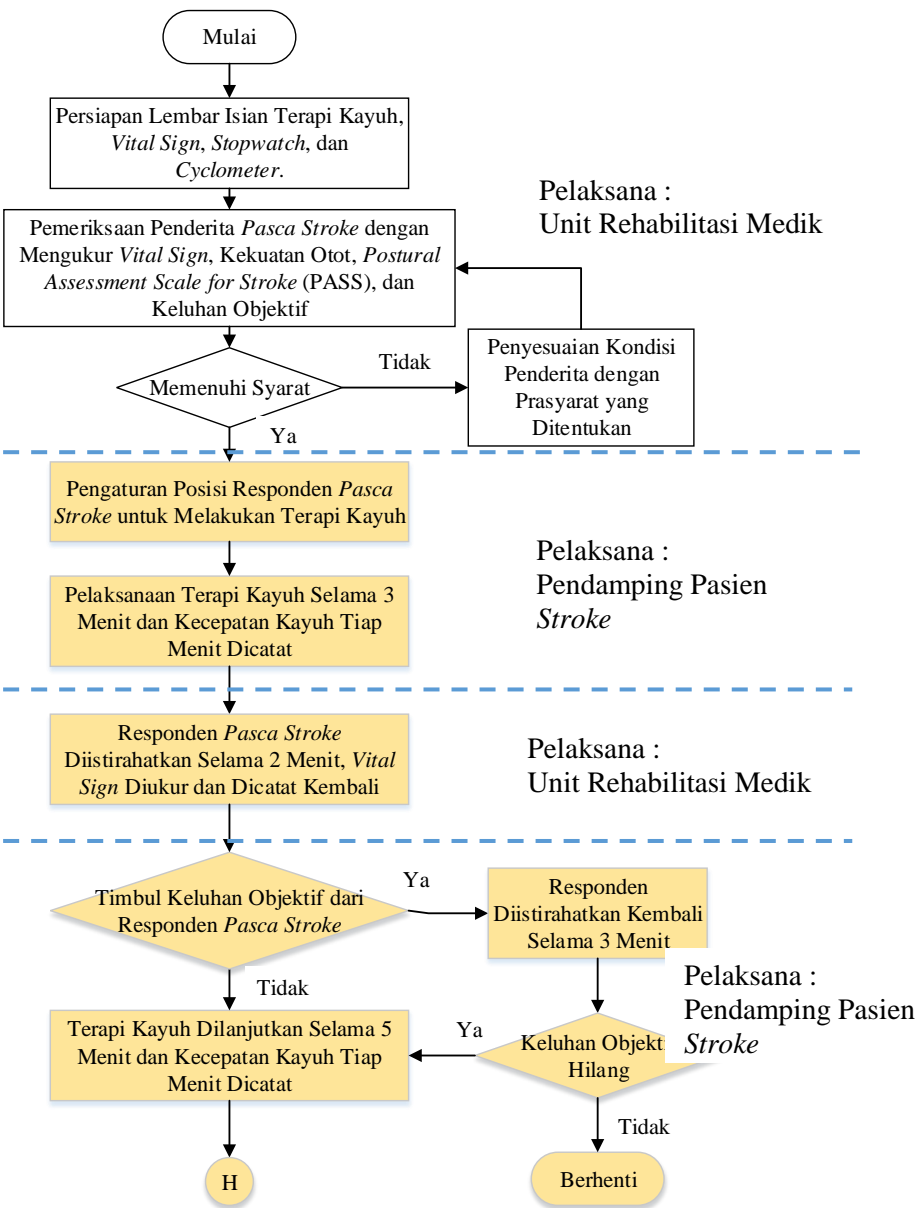 Mulai
Persiapan Lembar Isian Terapi Kayuh,
Vital Sign, Stopwatch, dan
Cyclometer.
Pelaksana :
Unit Rehabilitasi Medik
Pemeriksaan Penderita Pasca Stroke dengan
Mengukur Vital Sign, Kekuatan Otot, Postural
Assessment Scale for Stroke (PASS), dan
Keluhan Objektif
Memenuhi Syarat
Tidak
Penyesuaian Kondisi
Penderita dengan
Prasyarat yang
Ditentukan
Ya
Pengaturan Posisi Responden Pasca
Stroke untuk Melakukan Terapi Kayuh
Pelaksana :
Pendamping Pasien
Stroke
Pelaksanaan Terapi Kayuh Selama 3
Menit dan Kecepatan Kayuh Tiap
Menit Dicatat
Responden Pasca Stroke
Diistirahatkan Selama 2 Menit, Vital
Sign Diukur dan Dicatat Kembali
Pelaksana :
Unit Rehabilitasi Medik
Timbul Keluhan Objektif dari
Responden Pasca Stroke
Ya
Responden
Diistirahatkan Kembali
Selama 3 Menit
Pelaksana :
Pendamping Pasien
Stroke
Tidak
Terapi Kayuh Dilanjutkan Selama 5
Menit dan Kecepatan Kayuh Tiap
Menit Dicatat
Ya
Keluhan Objekti
Hilang
Tidak
H
Berhenti